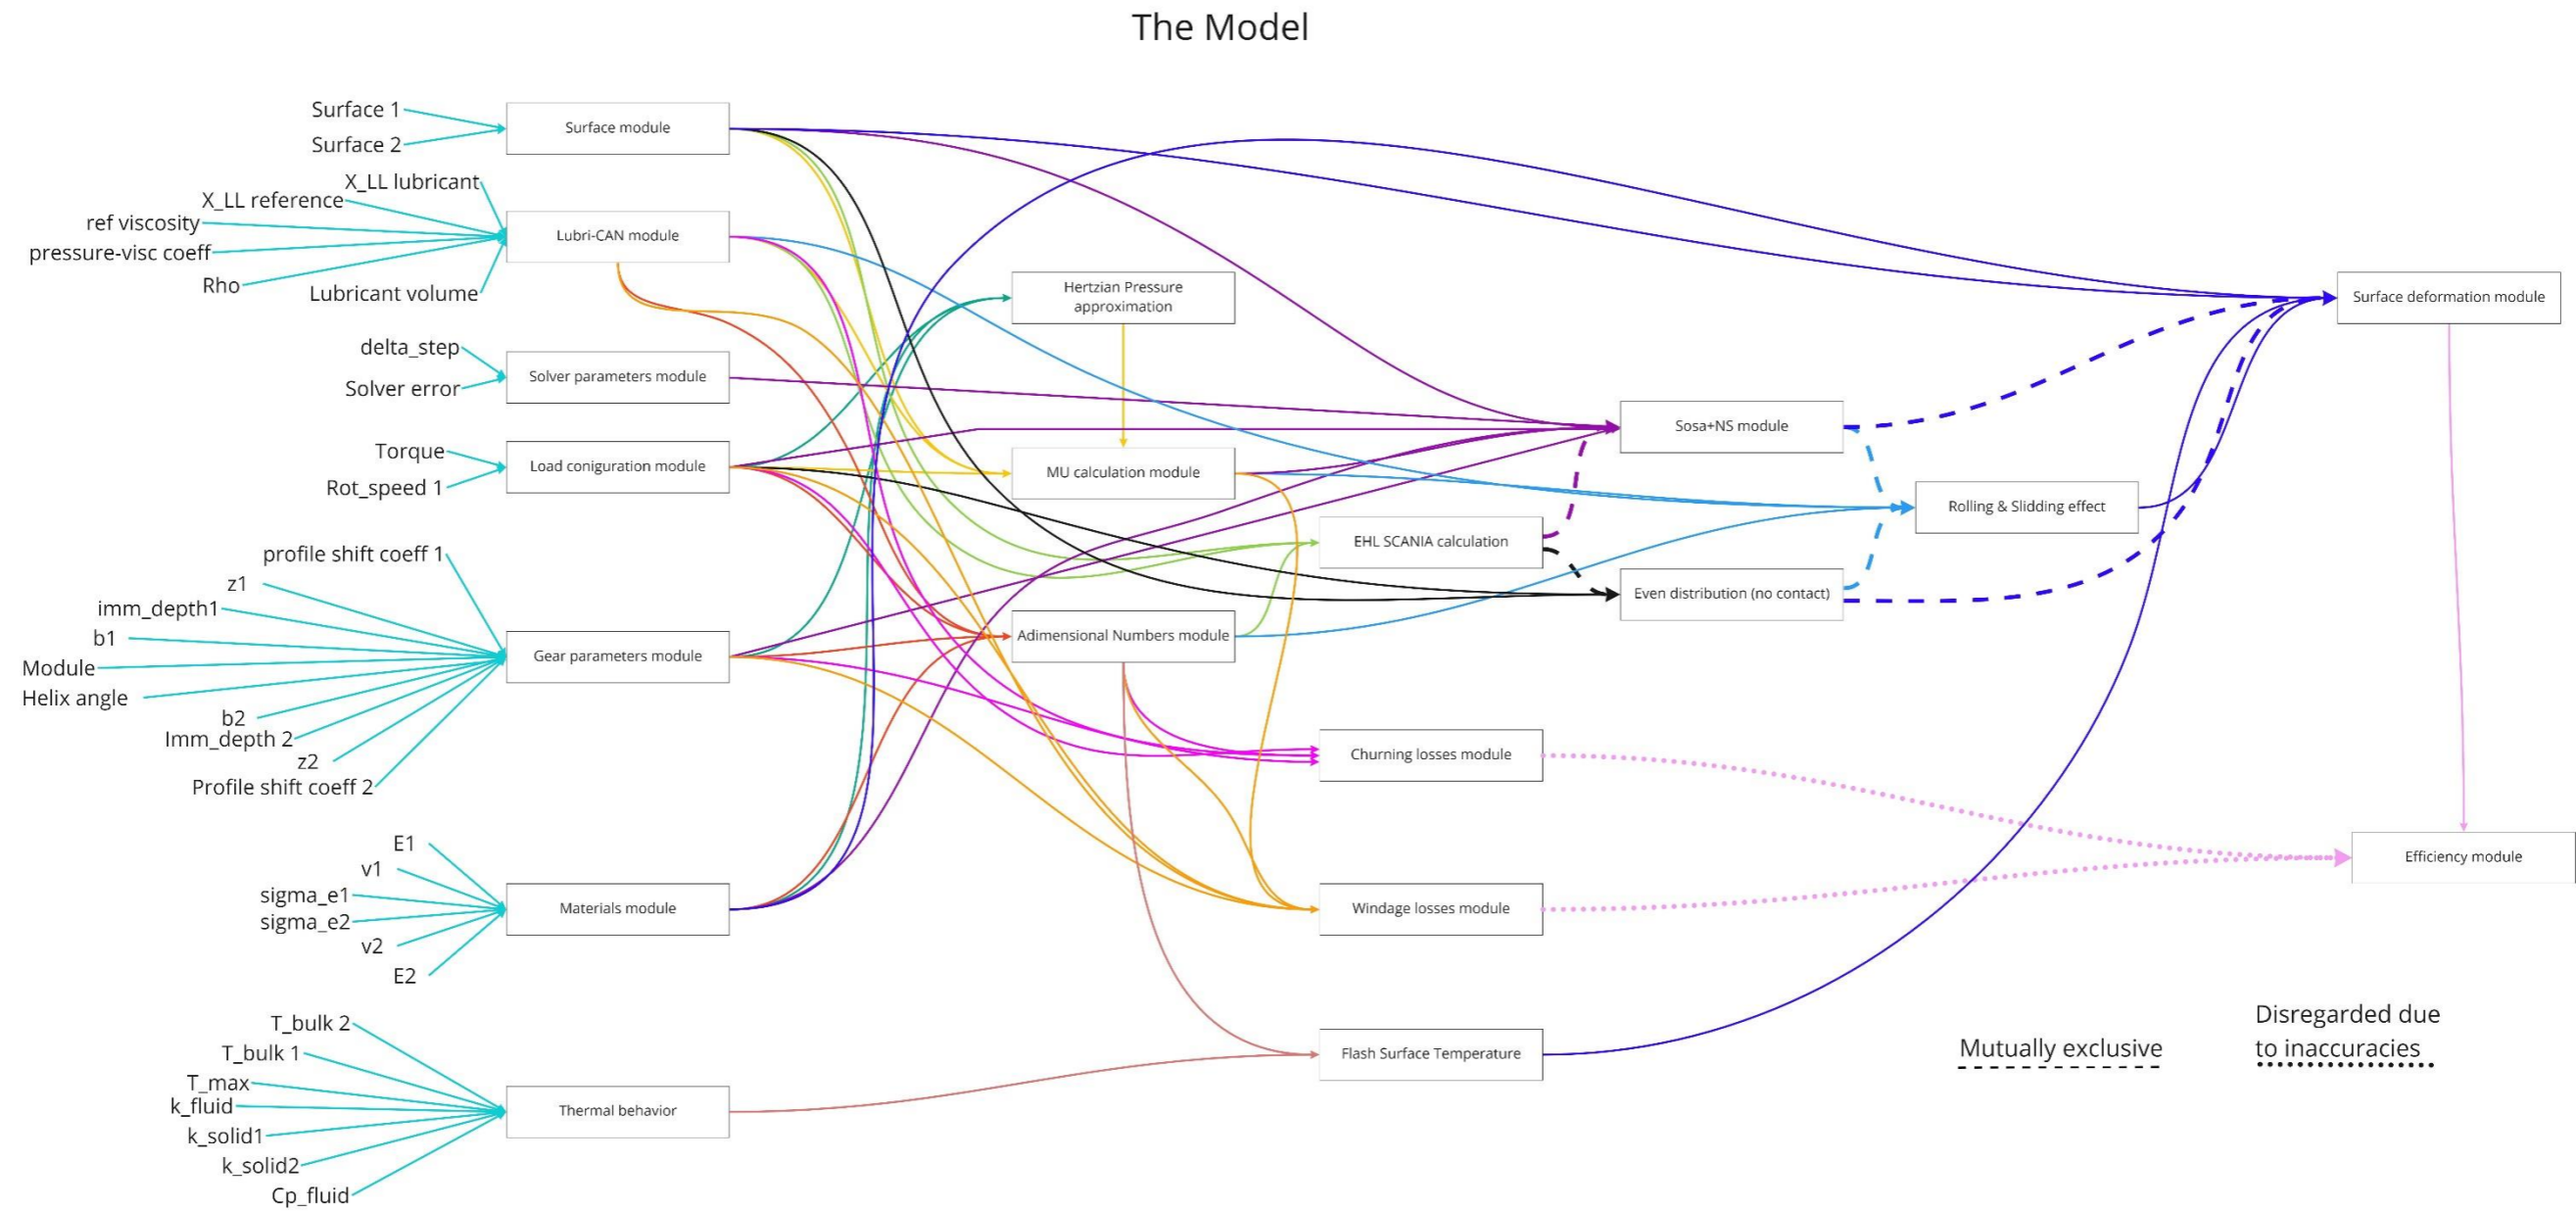 The Model
Surface 1
Surface 2
Surface module
X_LL lubricant
X_LL reference
ref viscosity
pressure-visc coeff
Rho
Lubricant volume
Lubri-CAN module
delta_step
Solver error
Solver parameters module
Torque
Rot_speed 1
Load coniguration module
profile shift coeff 1
z1
imm_depth1
b1
Module
Helix angle
b2
Imm_depth 2
z2
Profile shift coeff 2
Gear parameters module
E1
v1
sigma_e1
sigma_e2
v2
E2
Materials module
T_bulk 2
T_bulk 1
T_max
k_fluid
k_solid1
k_solid2
Cp_fluid
Thermal behavior
Hertzian Pressure
approximation
MU calculation module
Adimensional Numbers module
EHL SCANIA calculation
Churning losses module
Windage losses module
Flash Surface Temperature
Sosa+NS module
Even distribution (no contact)
Rolling & Slidding effect
Surface deformation module
Efficiency module
Mutually exclusive
Disregarded due
to inaccuracies